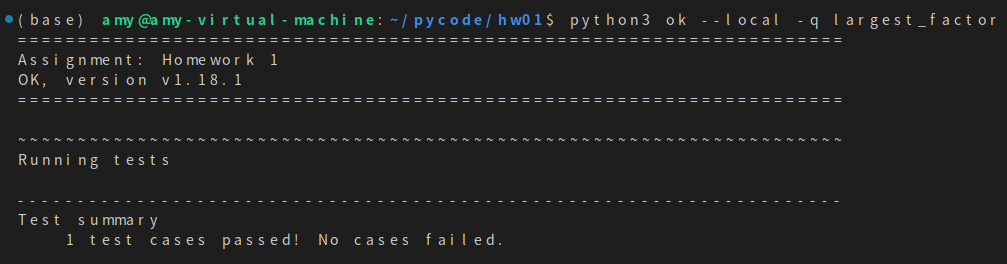 (base) amy@amy-virtual-machine:~/pycode/hw01$ python3 ok --local -q largest_factor
=====================================================================
Assignment: Homework 1
OK, version v1.18.1
=====================================================================
~~~~~~~~~~~~~~~~~~~~~~~~~~~~~~~~~~~~~~~~~~~~~~~~~~~~~~~~~~~~~~~~~~~~~
Running tests
---------------------------------------------------------------------
Test summary
    1 test cases passed! No cases failed.